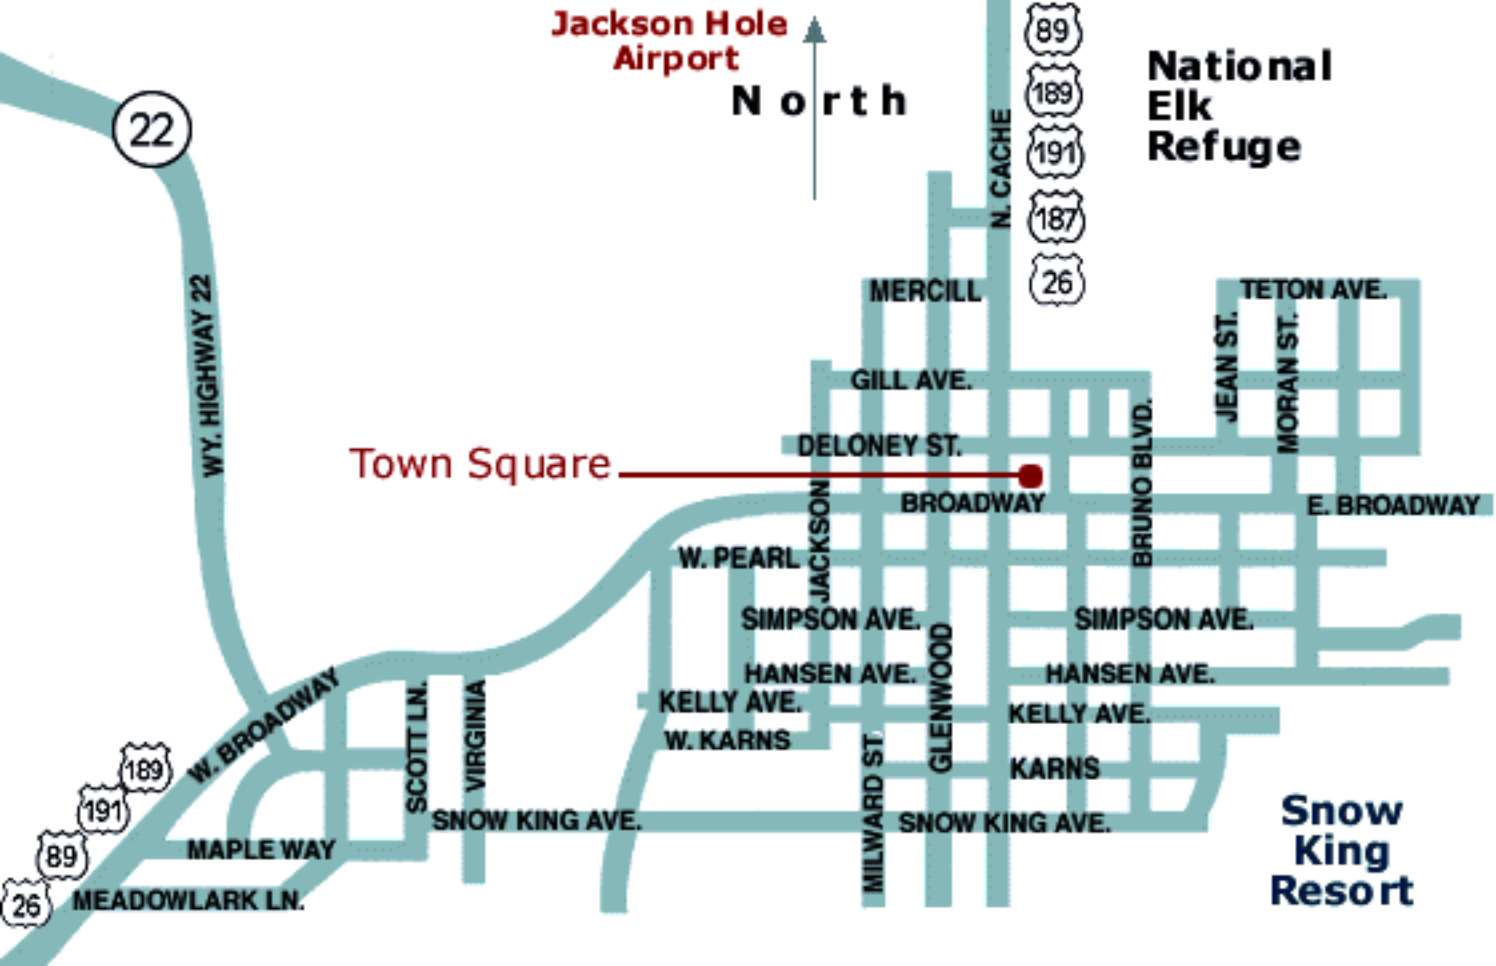 Jackson Hole
Airport
North
89
189
191
187
26
National
Elk
Refuge
22
N. CACHE
WY. HIGHWAY 22
MERCILL
TETON AVE.
JEAN ST.
MORAN ST.
GILL AVE.
DELONEY ST.
BRUNO BLVD.
Town Square
BROADWAY
E. BROADWAY
JACKSON
W. PEARL
SIMPSON AVE.
SIMPSON AVE.
HANSEN AVE.
HANSEN AVE.
GLENWOOD
KELLY AVE.
KELLY AVE.
W. KARNS
KARNS
W. BROADWAY
SCOTT LN.
VIRGINIA
MILWARD ST.
SNOW KING AVE.
SNOW KING AVE.
MAPLE WAY
MEADOWLARK LN.
189
191
89
26
Snow
King
Resort